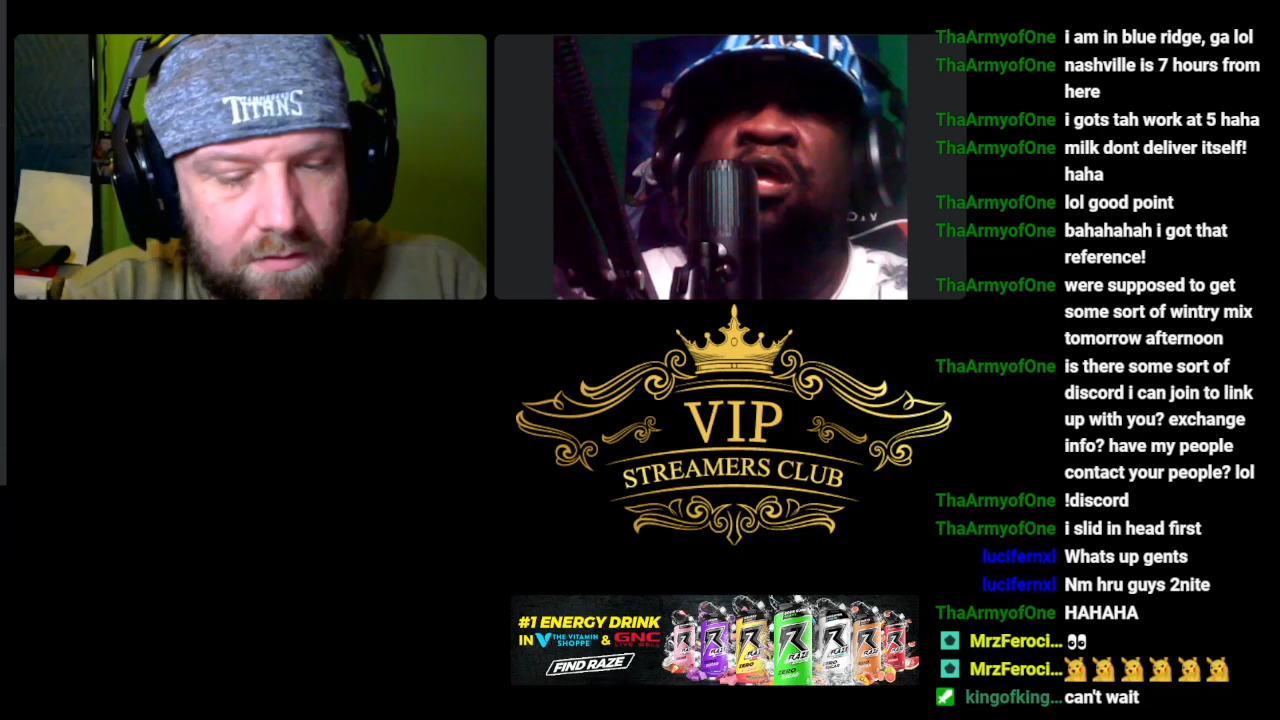 TITANS
ThaArmyofOne i am in blue ridge, ga lol
ThaArmyofOne nashville is 7 hours from
here
ThaArmyofOne i gots tah work at 5 haha
ThaArmyofOne milk dont deliver itself!
haha
ThaArmyofOne lol good point
ThaArmyofOne bahahahah i got that
reference!
ThaArmyofOne were supposed to get
some sort of wintry mix
tomorrow afternoon
ThaArmyofOne is there some sort of
discord i can join to link
up with you? exchange
info? have my people
contact your people? lol
ThaArmyofOne !discord
ThaArmyofOne i slid in head first
lucifernxl Whats up gents
lucifernxl Nm hru guys 2nite
ThaArmyofOne HAHAHA
MrzFeroci... 👀
MrzFeroci...
kingofking... can't wait
VIP
STREAMERS CLUB
#1 ENERGY DRINK
IN THE VITAMIN SHOPPE & GNC
LIVE WELL
FIND RAZE
RAZE
ZERO